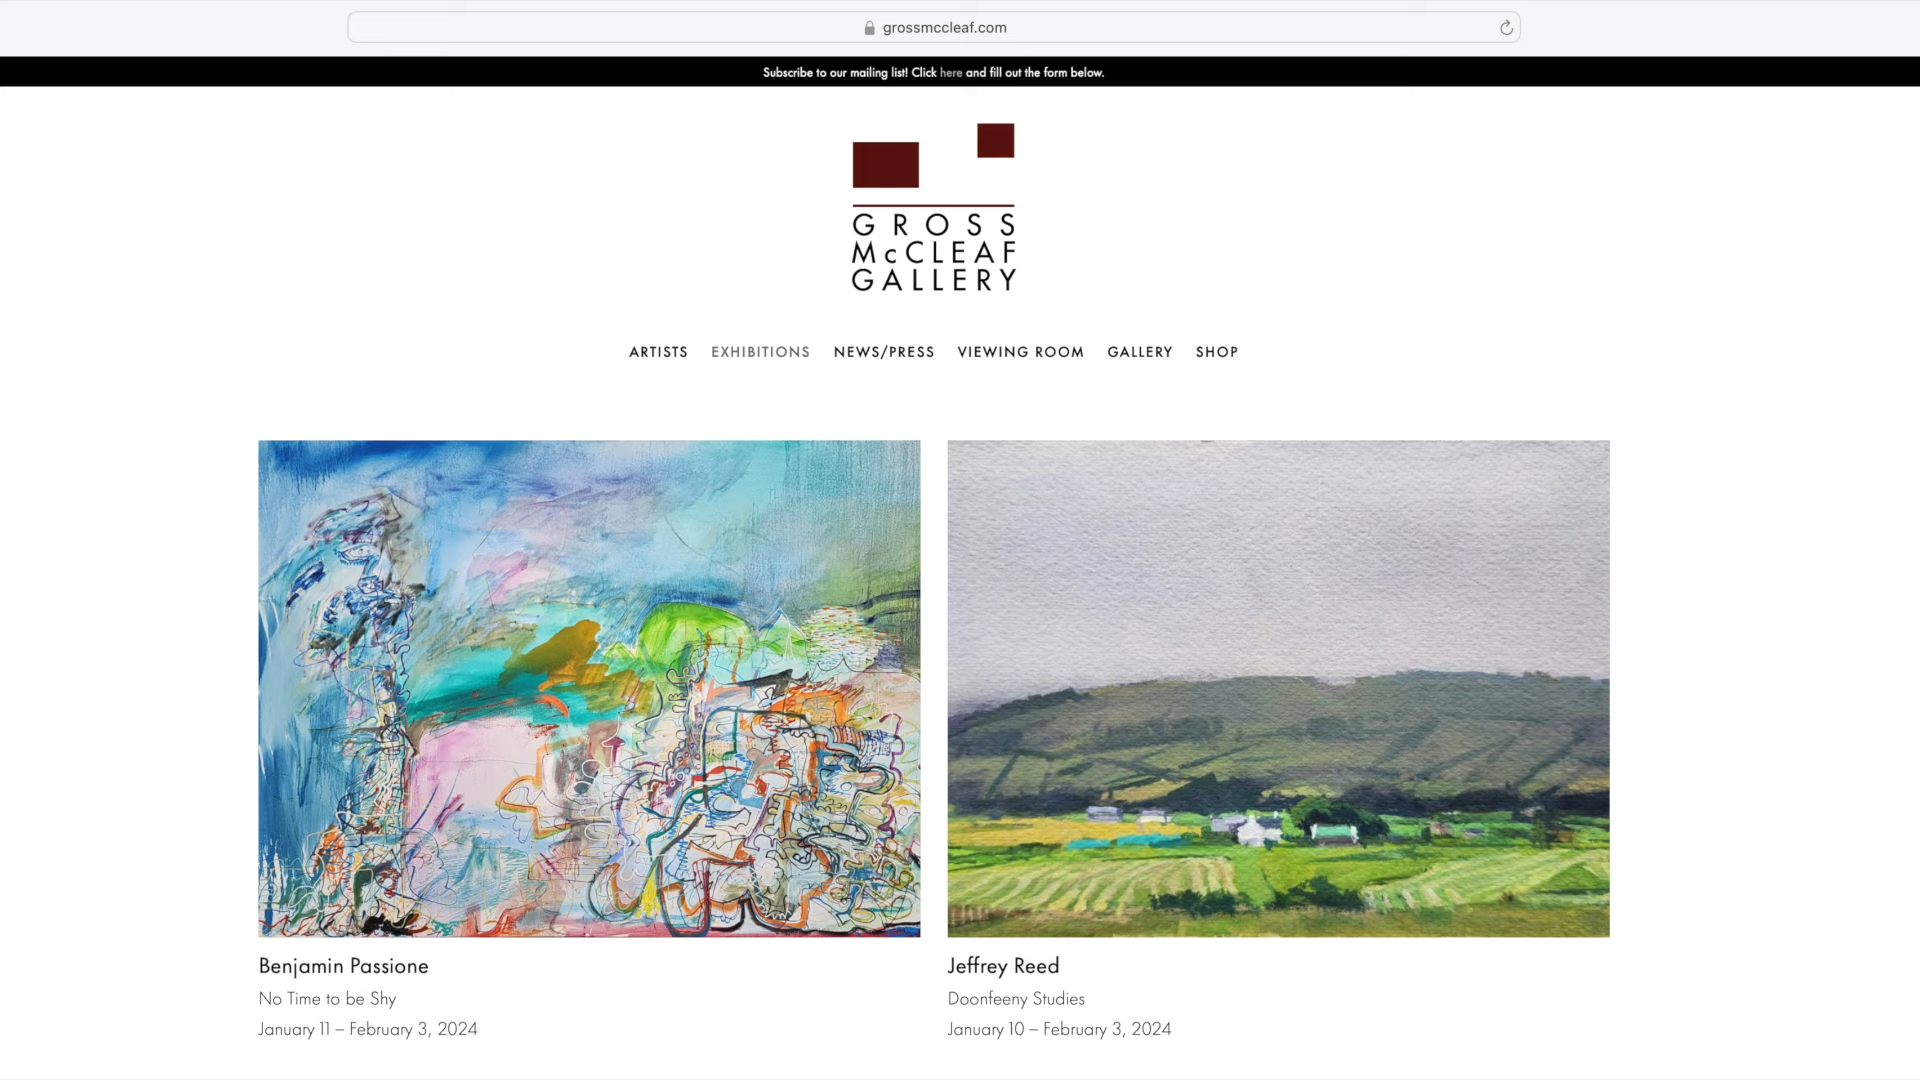 grossmccleaf.com
Subscribe to our mailing list! Click here and fill out the form below.
GROSS
McCLEAF
GALLERY
ARTISTS EXHIBITIONS NEWS/PRESS VIEWING ROOM GALLERY SHOP
Benjamin Passione
No Time to be Shy
January 11 – February 3, 2024
Jeffrey Reed
Doonfeeny Studies
January 10 – February 3, 2024